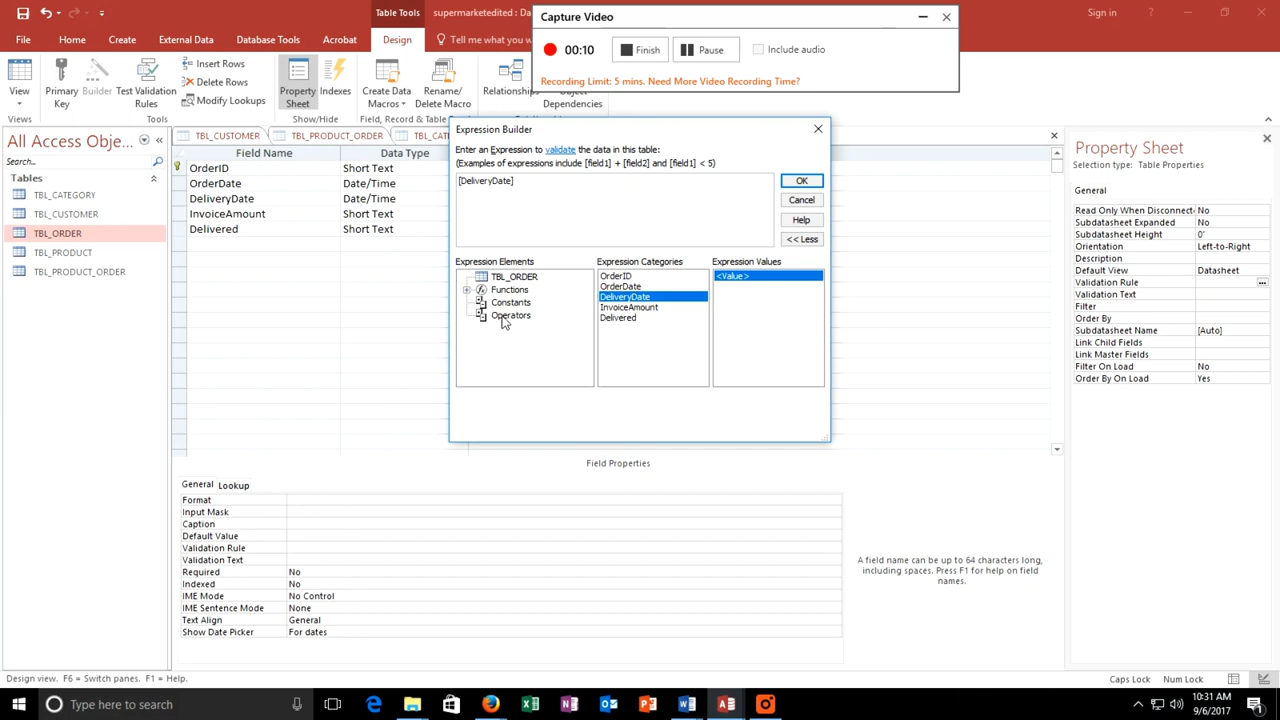 Table Tools
supermarketedited : Da
Sign in
File
Home
Create
External Data
Database Tools
Acrobat
Design
Tell me what
Capture Video
00:10
Finish
Pause
Include audio
Recording Limit: 5 mins. Need More Video Recording Time?
View
Primary
Key
Builder
Test Validation
Rules
Insert Rows
Delete Rows
Modify Lookups
Property
Sheet
Indexes
Create Data
Macros
Rename/
Delete Macro
Relationships
Object
Dependencies
Views
Tools
Show/Hide
Field, Record & Table Events
All Access Obje...
Search...
Tables
TBL_CATEGORY
TBL_CUSTOMER
TBL_ORDER
TBL_PRODUCT
TBL_PRODUCT_ORDER
TBL_CUSTOMER
TBL_PRODUCT_ORDER
TBL_CAT
Field Name Data Type
OrderID Short Text
OrderDate Date/Time
DeliveryDate Date/Time
InvoiceAmount Short Text
Delivered Short Text
Expression Builder
Enter an Expression to validate the data in this table:
(Examples of expressions include [field1] + [field2] and [field1] < 5)
[DeliveryDate]
OK
Cancel
Help
<< Less
Expression Elements
TBL_ORDER
Functions
Constants
Operators
Expression Categories
OrderID
OrderDate
DeliveryDate
InvoiceAmount
Delivered
Expression Values
<Value>
Property Sheet
Selection type: Table Properties
General
Read Only When Disconnect No
Subdatasheet Expanded No
Subdatasheet Height 0"
Orientation Left-to-Right
Description
Default View Datasheet
Validation Rule
Validation Text
Filter
Order By
Subdatasheet Name [Auto]
Link Child Fields
Link Master Fields
Filter On Load No
Order By On Load Yes
Field Properties
General Lookup
Format
Input Mask
Caption
Default Value
Validation Rule
Validation Text
Required No
Indexed No
IME Mode No Control
IME Sentence Mode None
Text Align General
Show Date Picker For dates
A field name can be up to 64 characters long,
including spaces. Press F1 for help on field
names.
Design view. F6 = Switch panes. F1 = Help.
Caps Lock
Num Lock
Type here to search
10:31 AM
9/6/2017